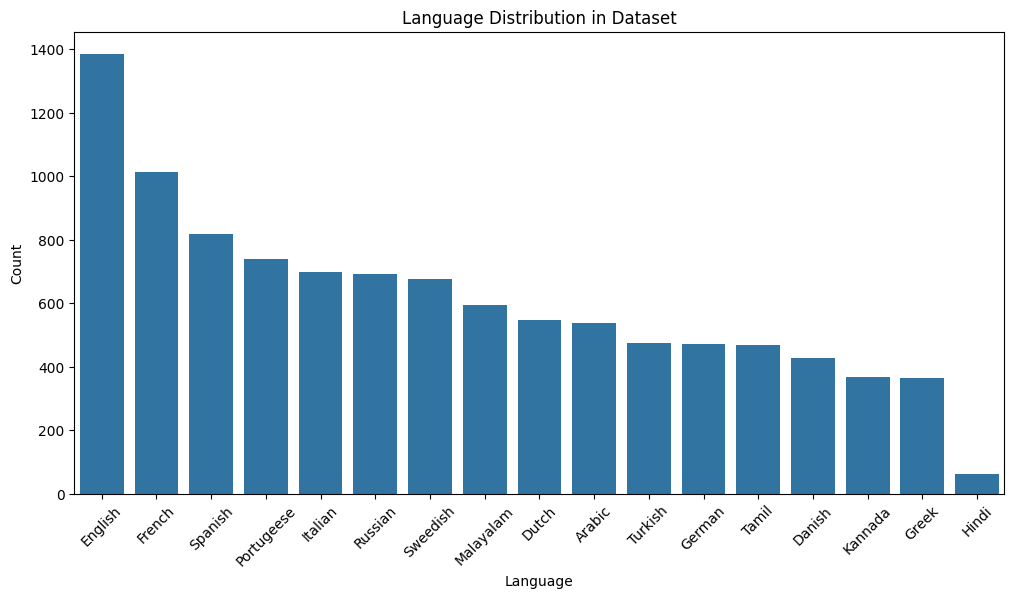 Language Distribution in Dataset
Count
1400
1200
1000
800
600
400
200
0
English
French
Spanish
Portugeese
Italian
Russian
Sweedish
Malayalam
Dutch
Arabic
Turkish
German
Tamil
Danish
Kannada
Greek
Hindi
Language